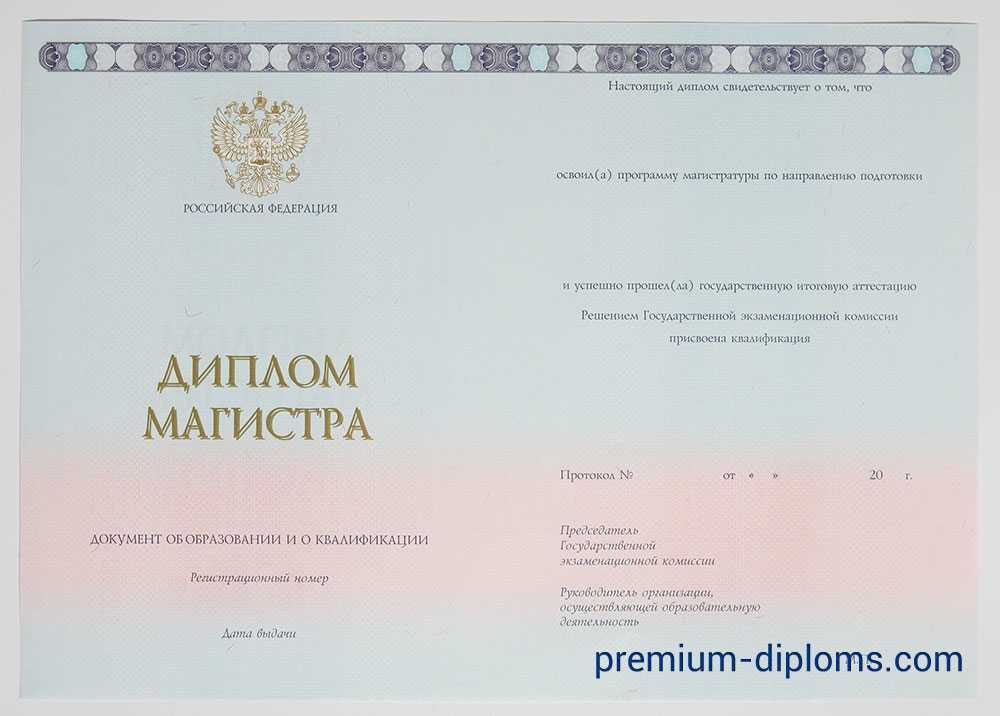 РОССИЙСКАЯ ФЕДЕРАЦИЯ
ДИПЛОМ
МАГИСТРА
ДОКУМЕНТ ОБ ОБРАЗОВАНИИ И О КВАЛИФИКАЦИИ
Регистрационный номер
Дата выдачи
Настоящий диплом свидетельствует о том, что
освоил(а) программу магистратуры по направлению подготовки
и успешно прошел(ла) государственную итоговую аттестацию
Решением Государственной экзаменационной комиссии
присвоена квалификация
Протокол № от « » 20 г.
Председатель
Государственной
экзаменационной комиссии
Руководитель организации,
осуществляющей образовательную
деятельность
premium-diploms.com